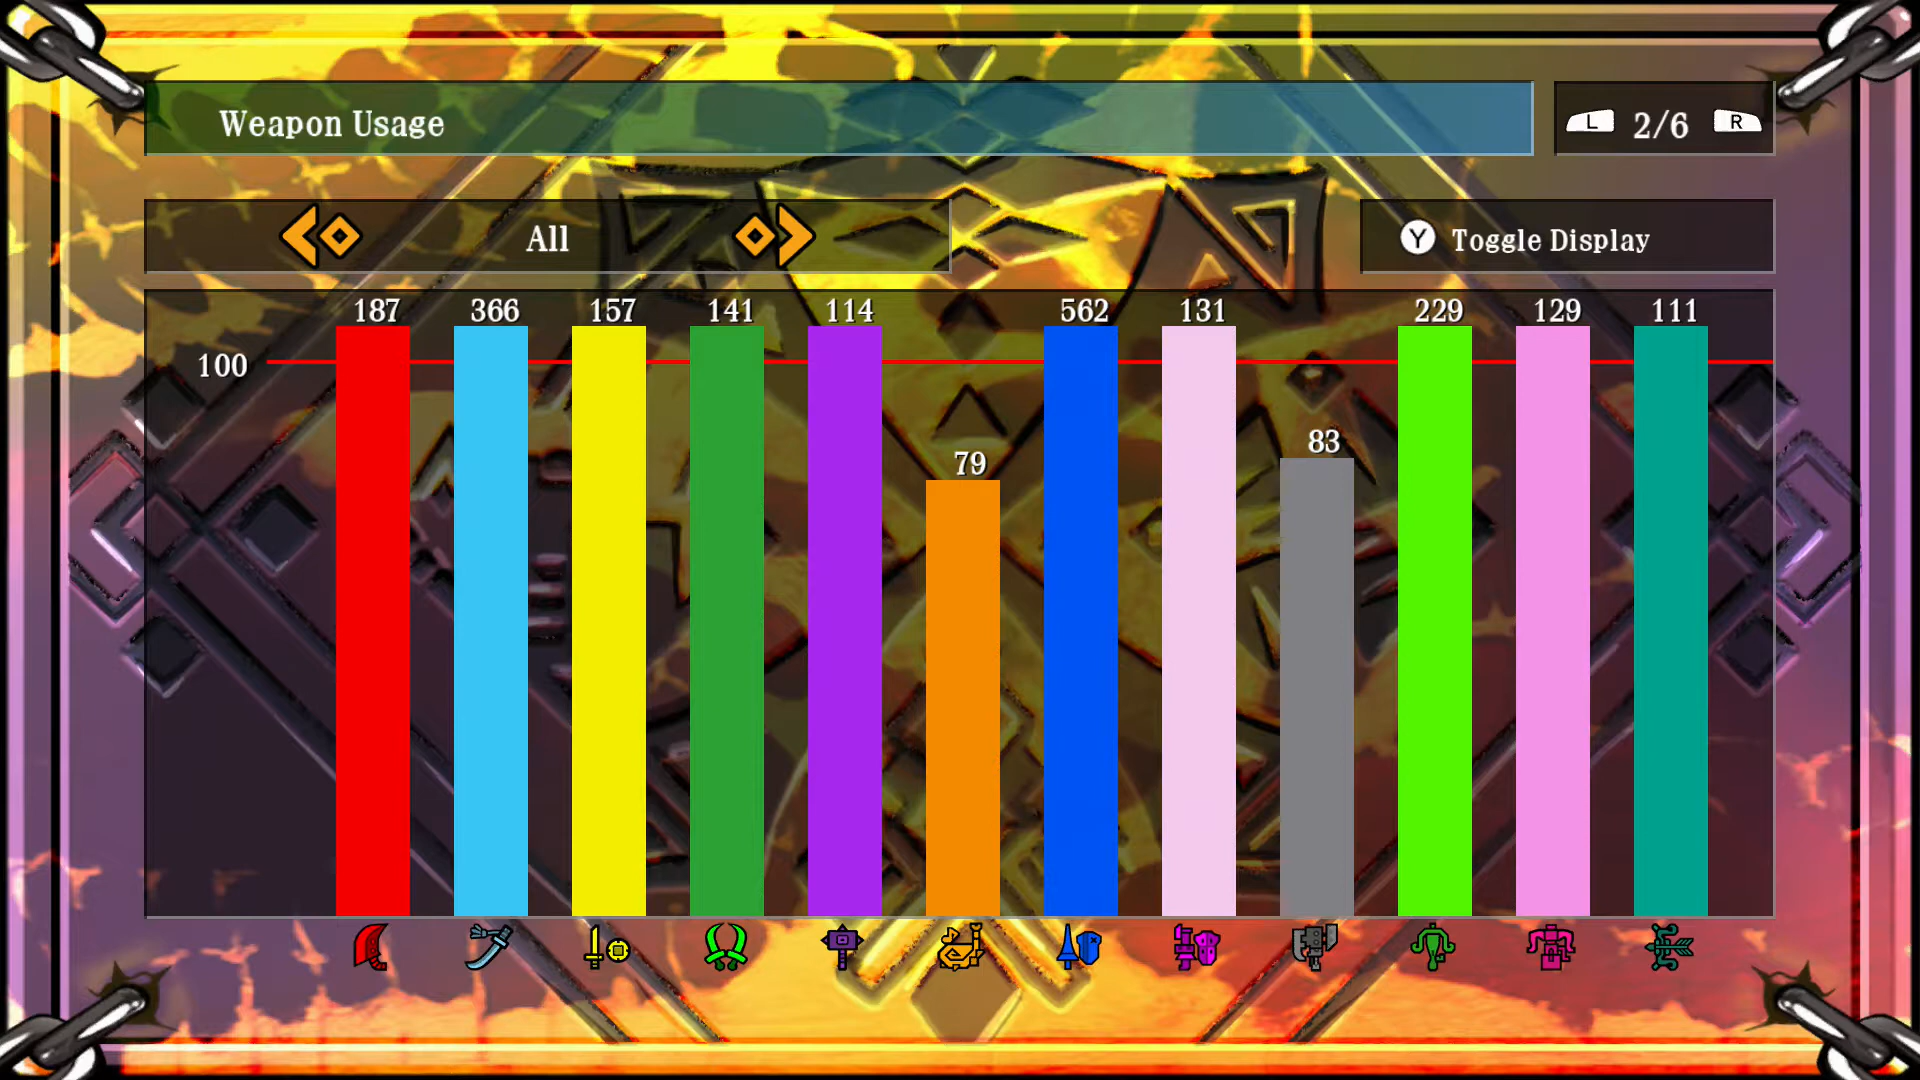 Weapon Usage
L 2/6 R
All
Y Toggle Display
187 366 157 141 114 562 131 229 129 111
100
83
79